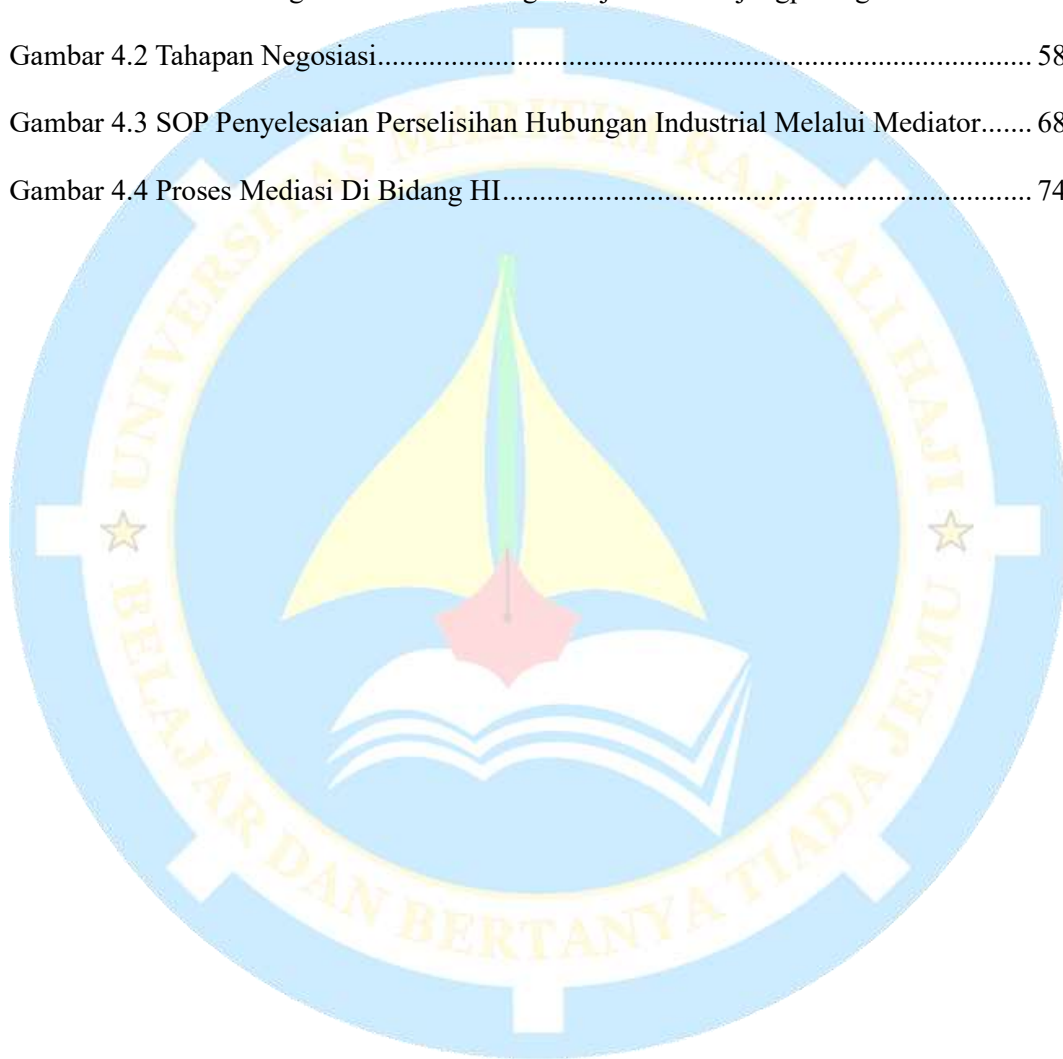 Gambar 4.2 Tahapan Negosiasi........................................................................................ 58
Gambar 4.3 SOP Penyelesaian Perselisihan Hubungan Industrial Melalui Mediator....... 68
Gambar 4.4 Proses Mediasi Di Bidang HI....................................................................... 74
UNIVERSITAS MARITIM RAJA ALI HAJI
BELAJAR DAN BERTANYA TIADA JEMU